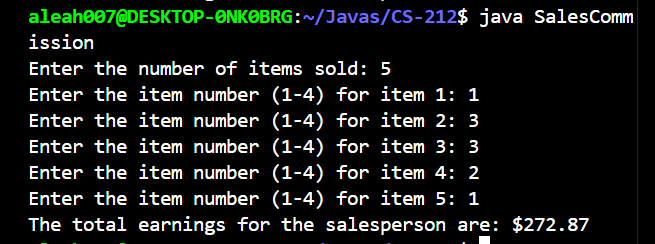 aleah007@DESKTOP-0NK0BRG:~/Javas/CS-212$ java SalesComm
ission
Enter the number of items sold: 5
Enter the item number (1-4) for item 1: 1
Enter the item number (1-4) for item 2: 3
Enter the item number (1-4) for item 3: 3
Enter the item number (1-4) for item 4: 2
Enter the item number (1-4) for item 5: 1
The total earnings for the salesperson are: $272.87